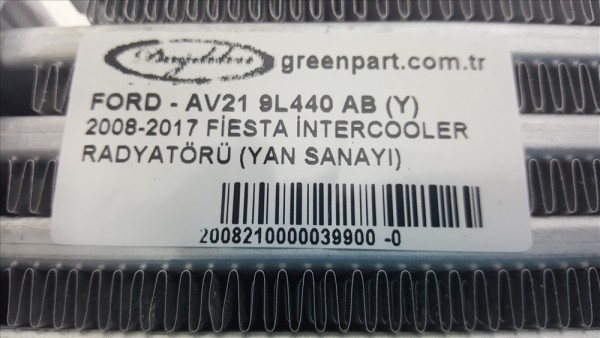 greenpart.com.tr
FORD - AV21 9L440 AB (Y)
2008-2017 FİESTA İNTERCOOLER
RADYATÖRÜ (YAN SANAYI)
2008210000039900 -0